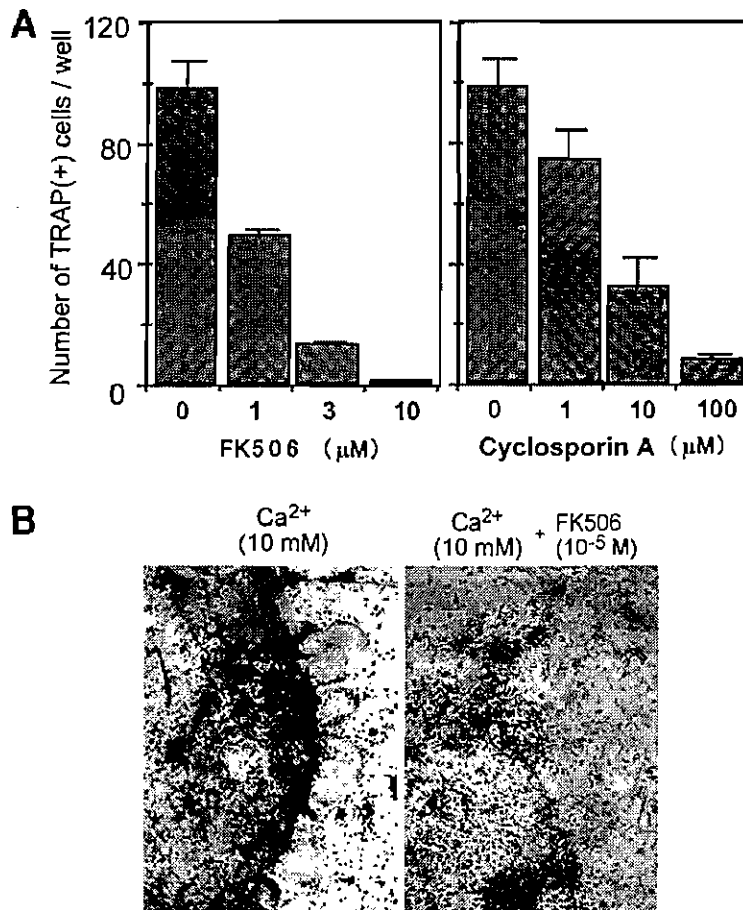 A
Number of TRAP(+) cells / well
120
80
40
0
0 1 3 10
FK506 (μM)
0 1 10 100
Cyclosporin A (μM)
B
Ca²⁺
(10 mM)
Ca²⁺ + FK506
(10 mM) (10⁻⁵ M)